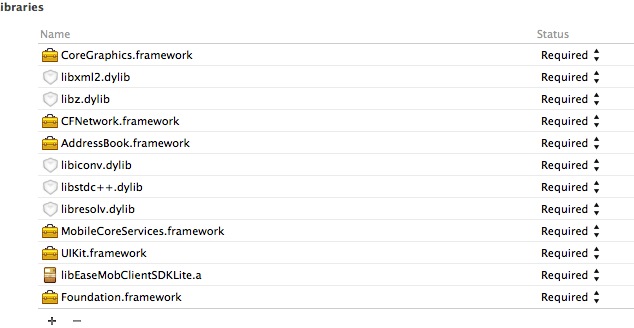 ibraries
Name Status
CoreGraphics.framework Required
libxml2.dylib Required
libz.dylib Required
CFNetwork.framework Required
AddressBook.framework Required
libiconv.dylib Required
libstdc++.dylib Required
libresolv.dylib Required
MobileCoreServices.framework Required
UIKit.framework Required
libEaseMobClientSDKLite.a Required
Foundation.framework Required
+ −